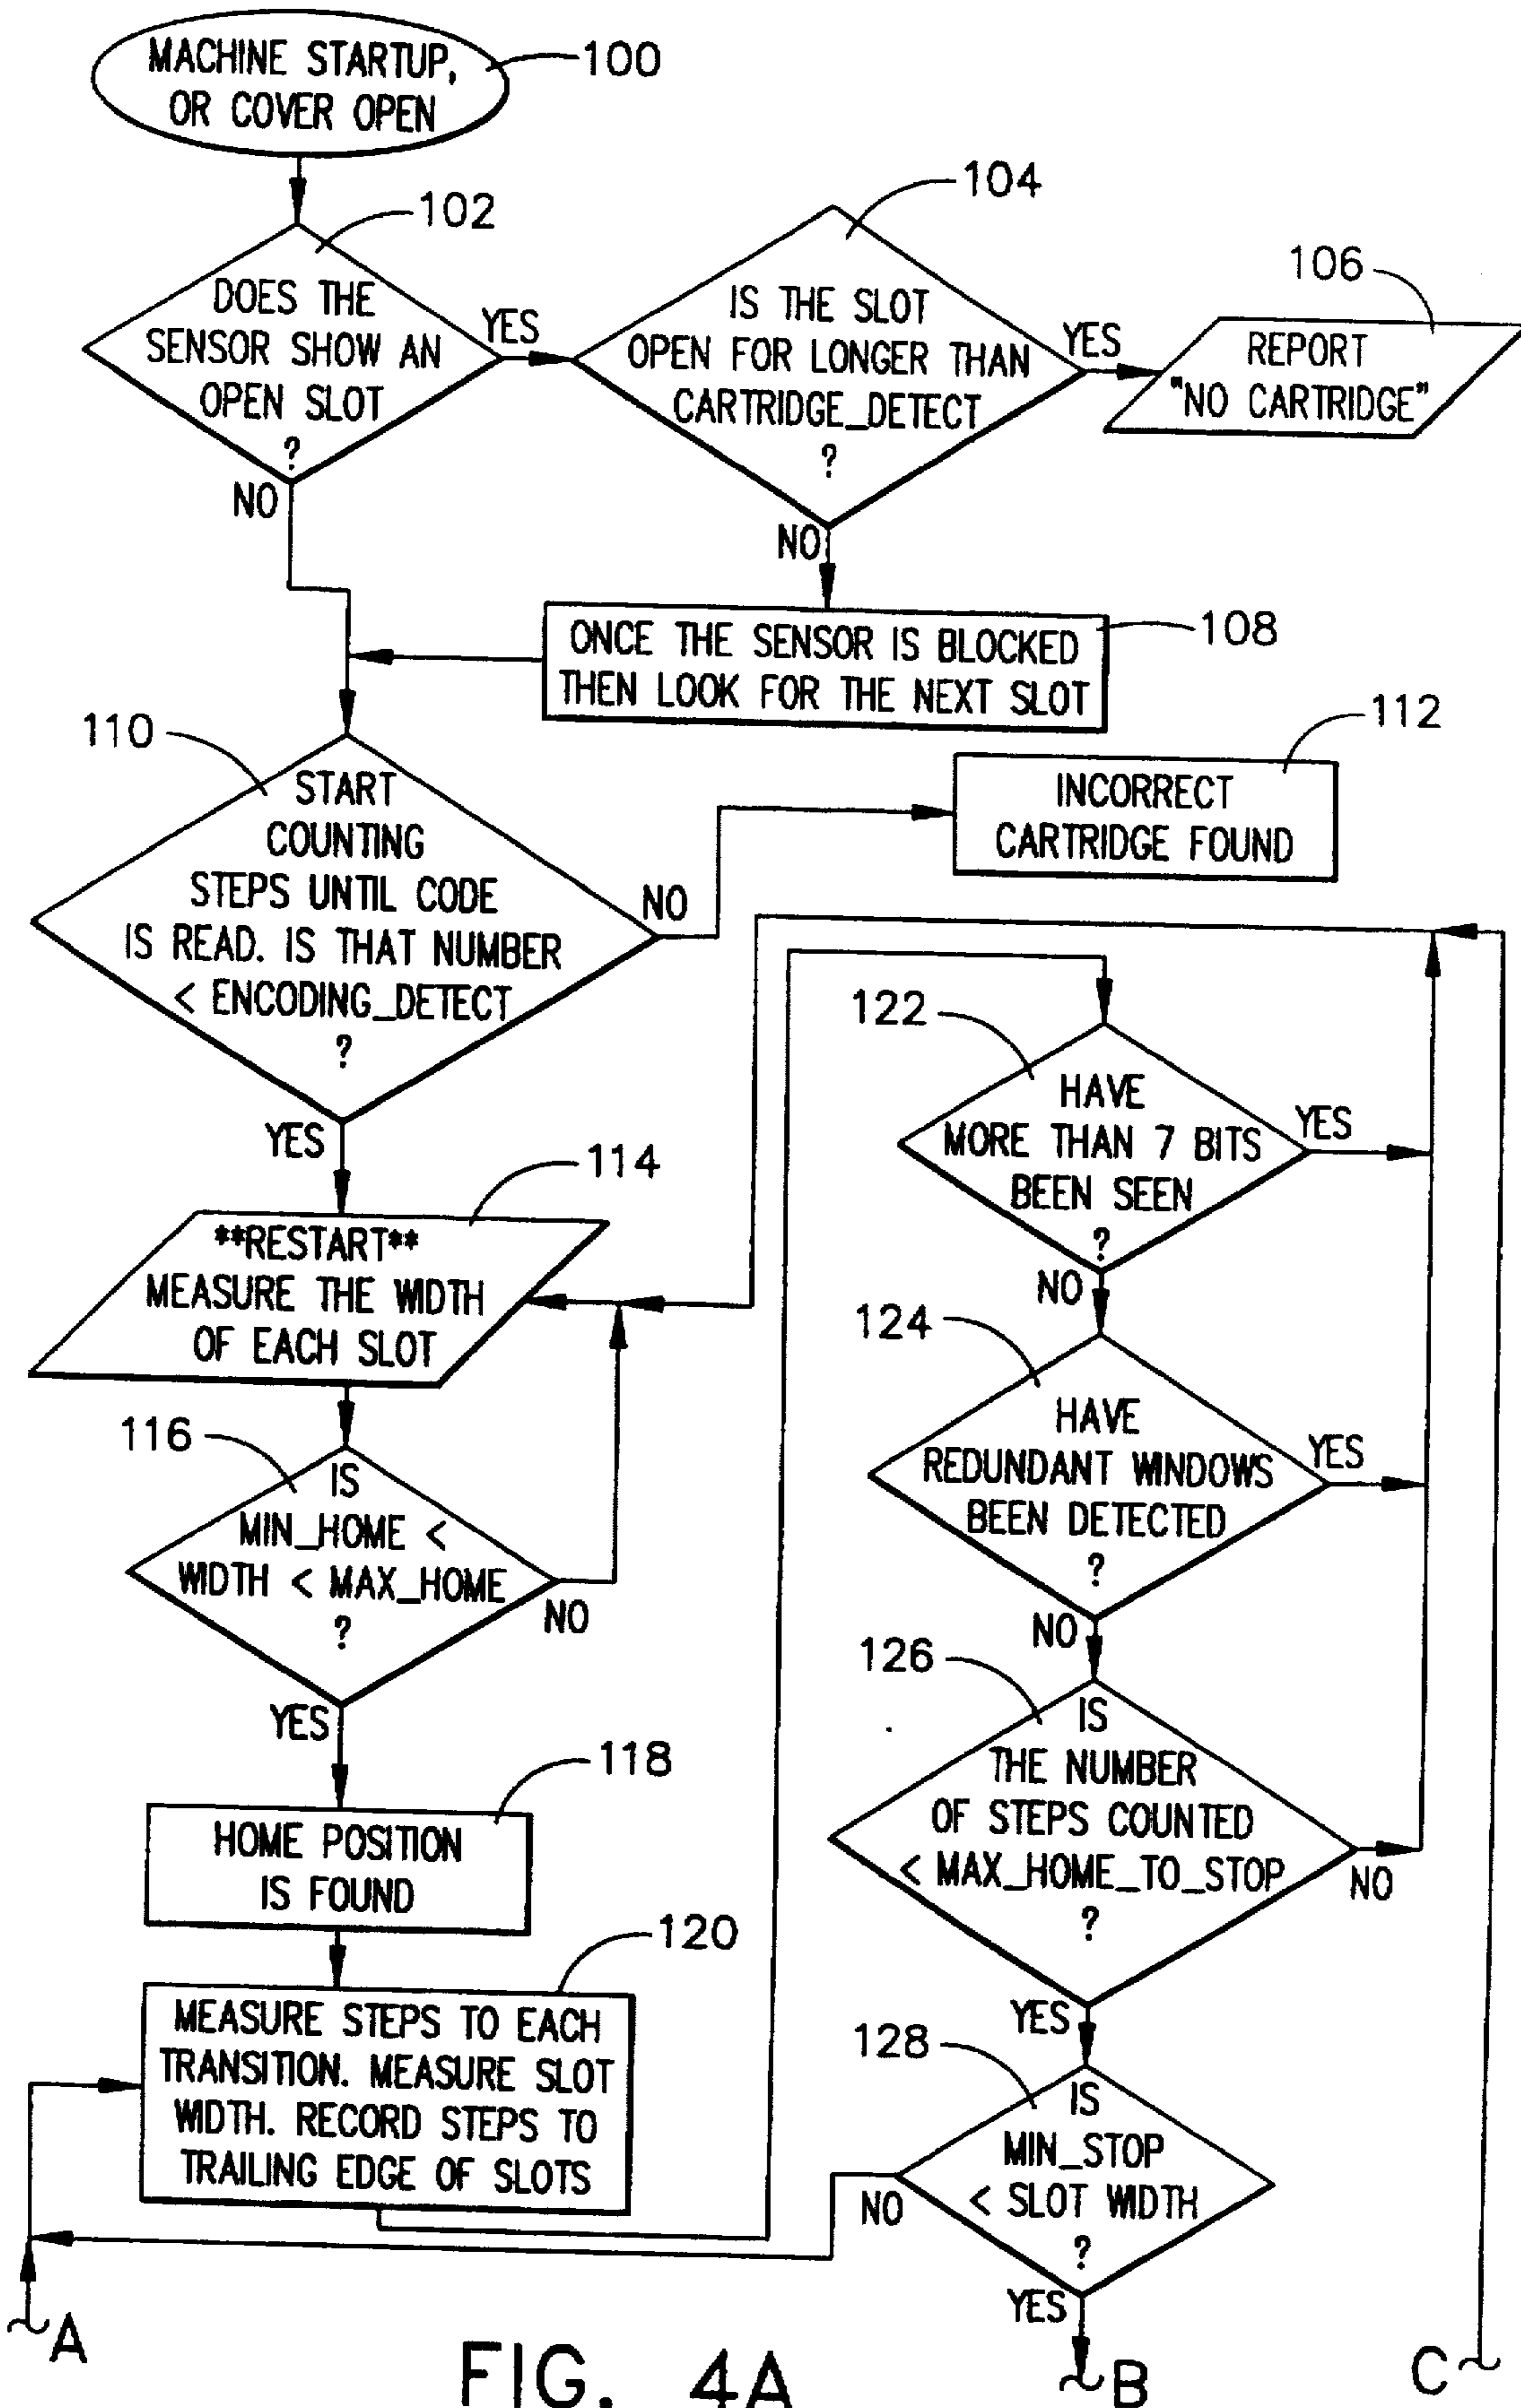 MACHINE STARTUP,
OR COVER OPEN
100
102
DOES THE
SENSOR SHOW AN
OPEN SLOT
?
YES
NO
104
IS THE SLOT
OPEN FOR LONGER THAN
CARTRIDGE_DETECT
?
YES
NO
106
REPORT
"NO CARTRIDGE"
ONCE THE SENSOR IS BLOCKED
THEN LOOK FOR THE NEXT SLOT
108
110
START
COUNTING
STEPS UNTIL CODE
IS READ. IS THAT NUMBER
< ENCODING_DETECT
?
NO
YES
112
INCORRECT
CARTRIDGE FOUND
114
**RESTART**
MEASURE THE WIDTH
OF EACH SLOT
116
IS
MIN_HOME <
WIDTH < MAX_HOME
?
NO
YES
118
HOME POSITION
IS FOUND
120
MEASURE STEPS TO EACH
TRANSITION. MEASURE SLOT
WIDTH. RECORD STEPS TO
TRAILING EDGE OF SLOTS
122
HAVE
MORE THAN 7 BITS
BEEN SEEN
?
YES
NO
124
HAVE
REDUNDANT WINDOWS
BEEN DETECTED
?
YES
NO
126
IS
THE NUMBER
OF STEPS COUNTED
< MAX_HOME_TO_STOP
?
NO
YES
128
IS
MIN_STOP
< SLOT WIDTH
?
NO
YES
A
B
C
FIG. 4A